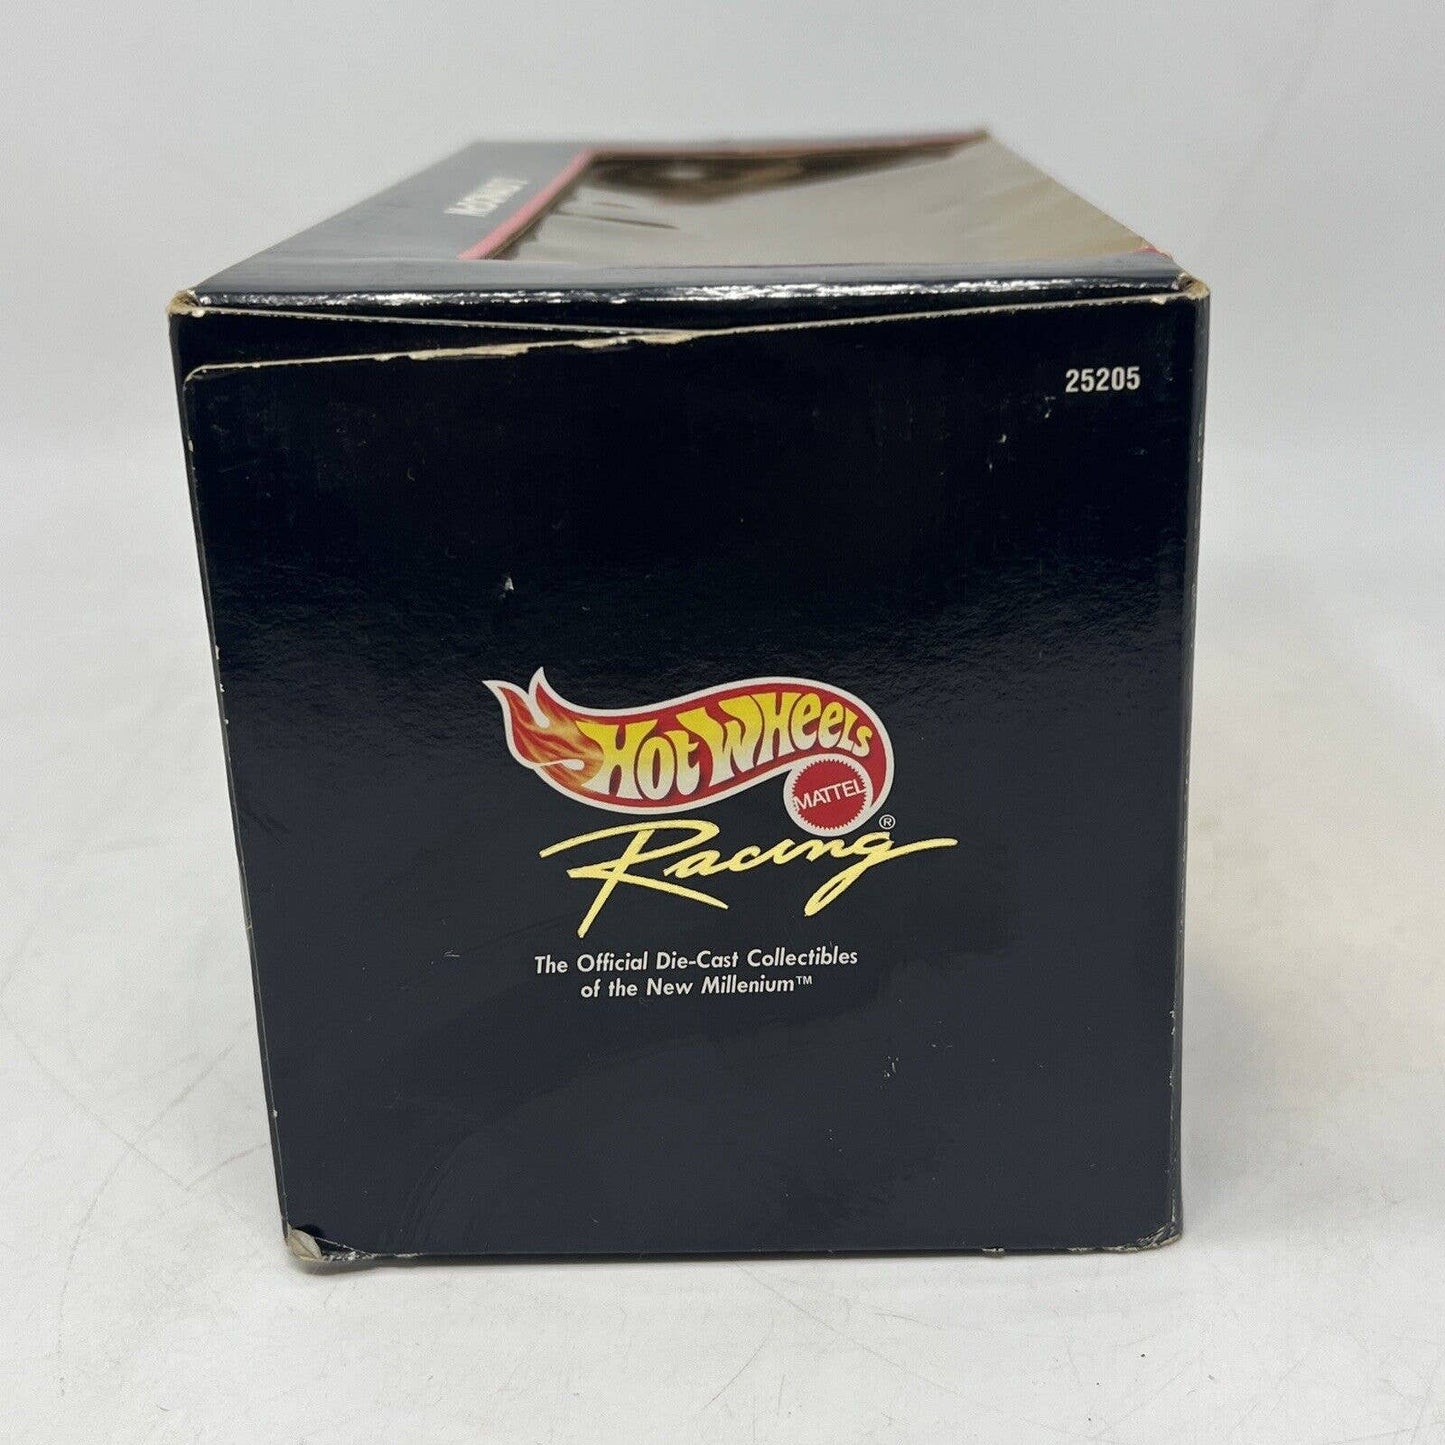 25205
Hot Wheels
MATTEL
Racing®
The Official Die-Cast Collectibles
of the New Millenium™